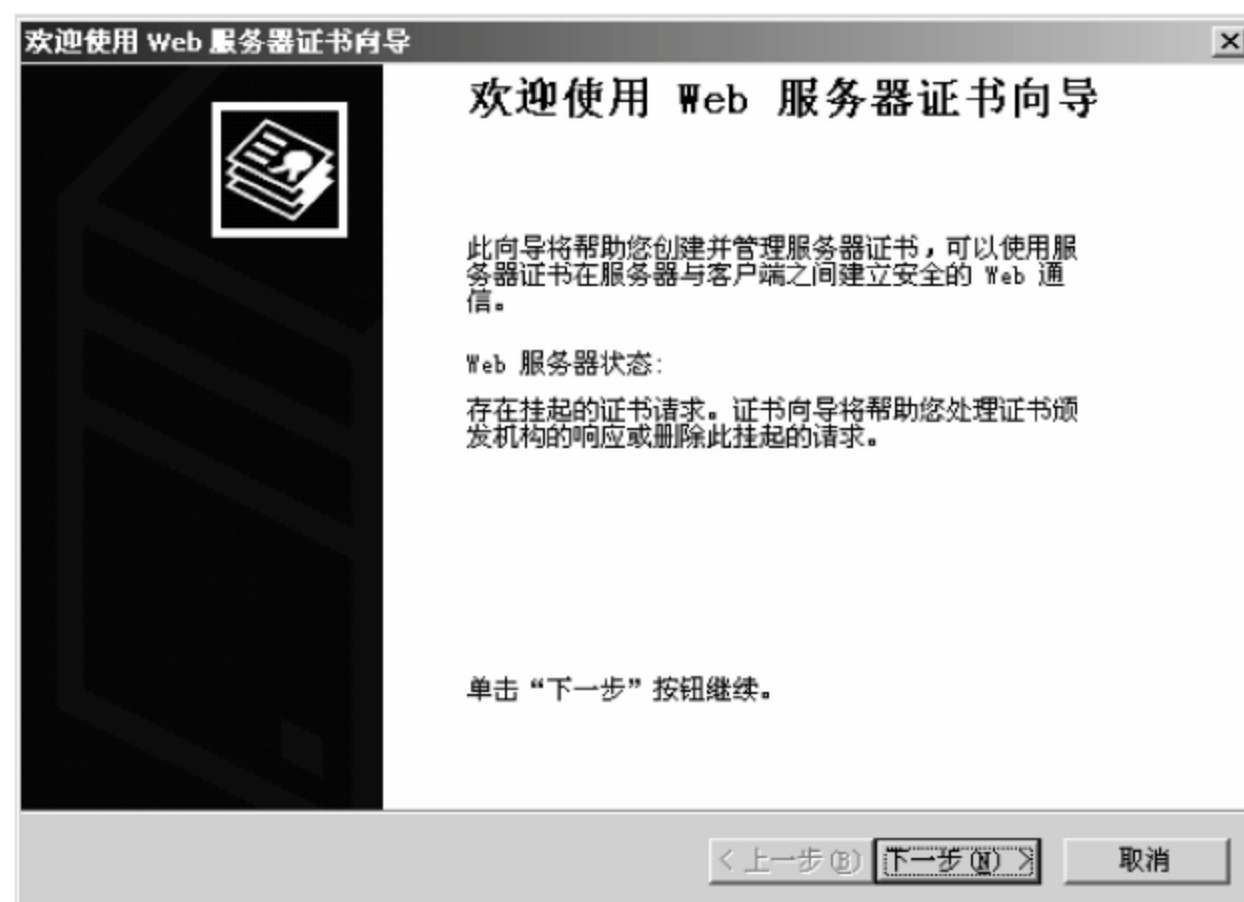 欢迎使用 Web 服务器证书向导
欢迎使用 Web 服务器证书向导
此向导将帮助您创建并管理服务器证书，可以使用服
务器证书在服务器与客户端之间建立安全的 Web 通
信。
Web 服务器状态:
存在挂起的证书请求。证书向导将帮助您处理证书颁
发机构的响应或删除此挂起的请求。
单击“下一步”按钮继续。
< 上一步(B) 下一步(N) > 取消